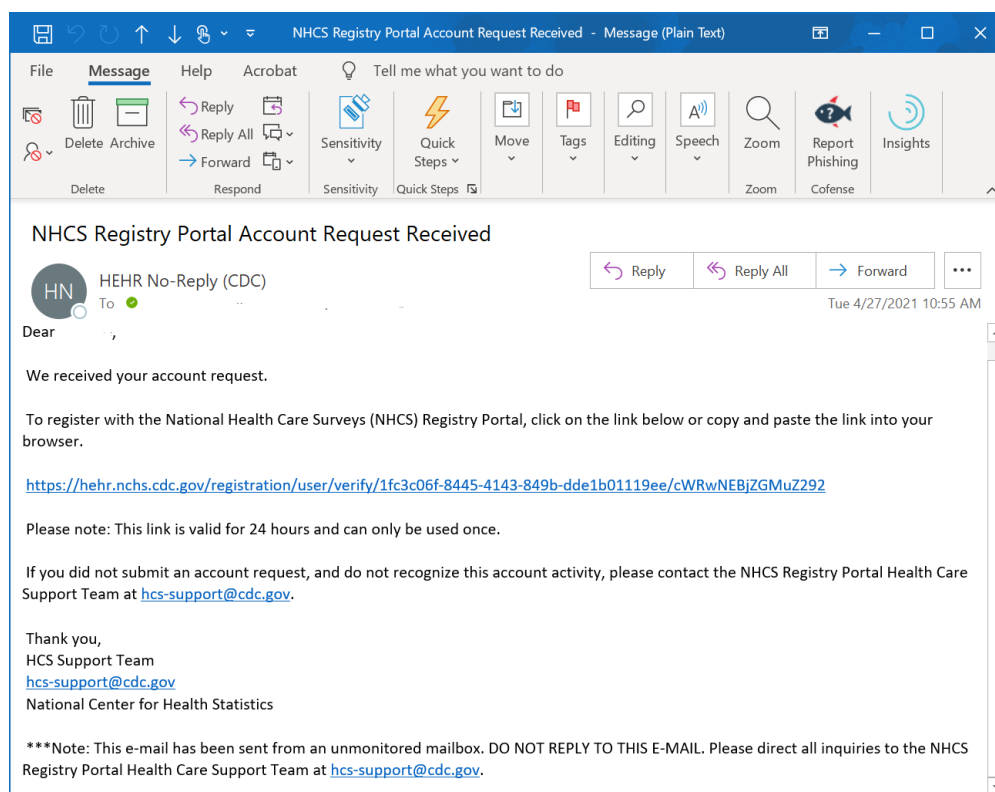 NHCS Registry Portal Account Request Received - Message (Plain Text)
File Message Help Acrobat Tell me what you want to do
Delete Archive
Reply
Reply All
Forward
Sensitivity
Quick Steps
Move
Tags
Editing
Speech
Zoom
Report Phishing
Insights
Delete Respond Sensitivity Quick Steps Zoom Cofense
NHCS Registry Portal Account Request Received
HN
HEHR No-Reply (CDC)
To
Reply Reply All Forward
Tue 4/27/2021 10:55 AM
Dear ,
We received your account request.
To register with the National Health Care Surveys (NHCS) Registry Portal, click on the link below or copy and paste the link into your
browser.
https://hehr.nchs.cdc.gov/registration/user/verify/1fc3c06f-8445-4143-849b-dde1b01119ee/cWRwNEBjZGMuZ292
Please note: This link is valid for 24 hours and can only be used once.
If you did not submit an account request, and do not recognize this account activity, please contact the NHCS Registry Portal Health Care
Support Team at hcs-support@cdc.gov.
Thank you,
HCS Support Team
hcs-support@cdc.gov
National Center for Health Statistics
***Note: This e-mail has been sent from an unmonitored mailbox. DO NOT REPLY TO THIS E-MAIL. Please direct all inquiries to the NHCS
Registry Portal Health Care Support Team at hcs-support@cdc.gov.